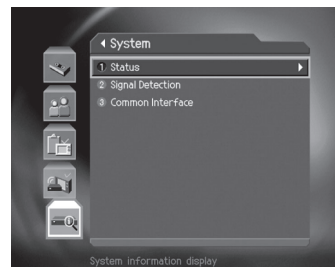 System
1 Status
2 Signal Detection
3 Common Interface
System information display